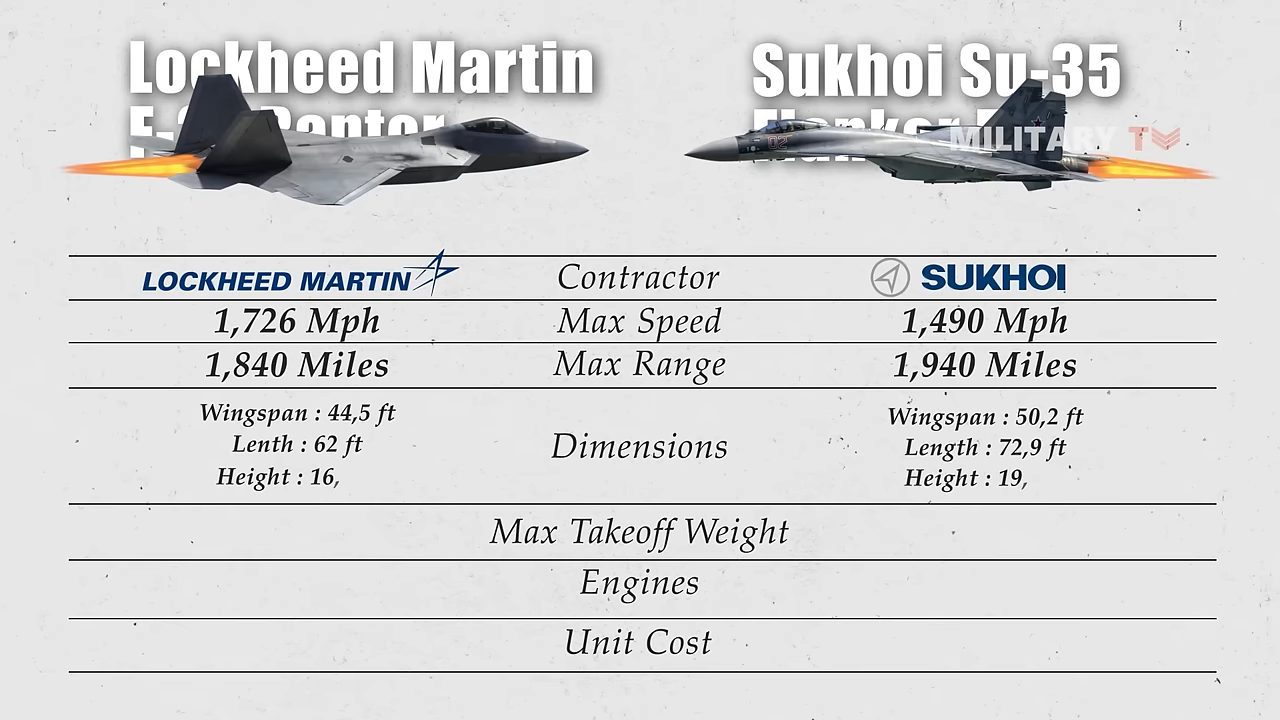 Lockheed Martin
Raptor
Sukhoi Su-35
Flanker
MILITARY TV
LOCKHEED MARTIN
Contractor
SUKHOI
1,726 Mph
Max Speed
1,490 Mph
1,840 Miles
Max Range
1,940 Miles
Wingspan : 44,5 ft
Lenth : 62 ft
Height : 16,
Dimensions
Wingspan : 50,2 ft
Length : 72,9 ft
Height : 19,
Max Takeoff Weight
Engines
Unit Cost